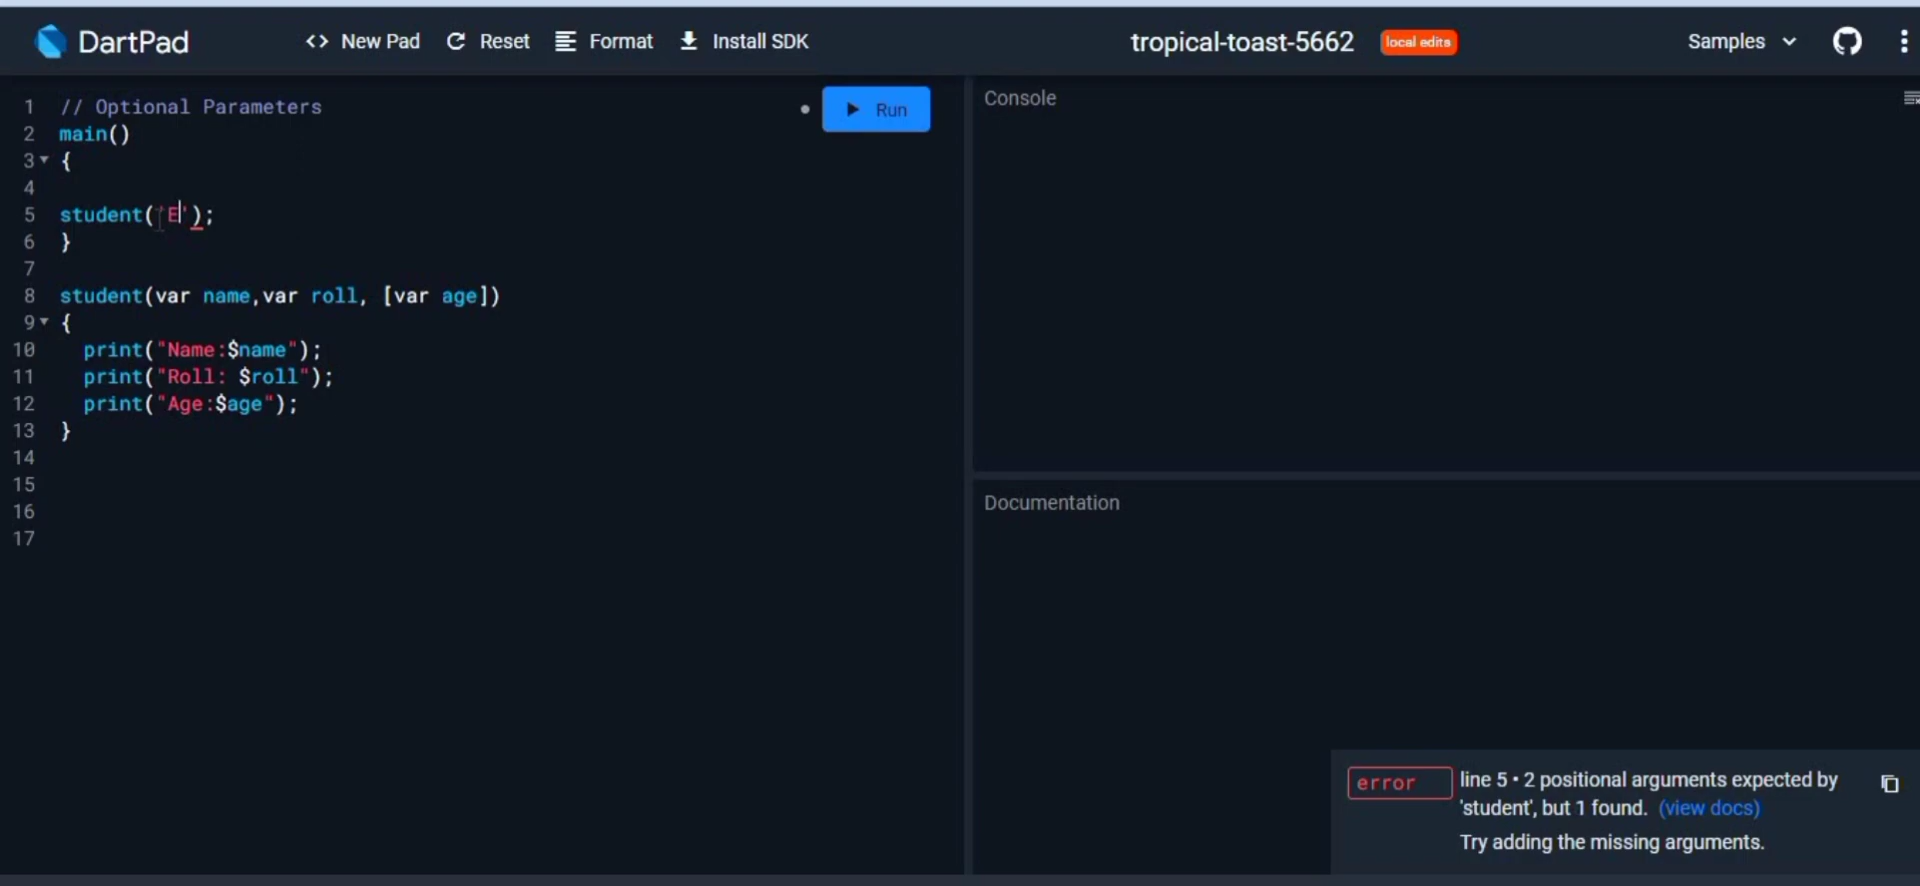 DartPad
<> New Pad
Reset
Format
Install SDK
tropical-toast-5662
local edits
Samples
1 // Optional Parameters
2 main()
3 {
4
5 student('E');
6 }
7
8 student(var name,var roll, [var age])
9 {
10 print("Name:$name");
11 print("Roll: $roll");
12 print("Age:$age");
13 }
14
15
16
17
Run
Console
Documentation
error
line 5 • 2 positional arguments expected by
'student', but 1 found. (view docs)
Try adding the missing arguments.